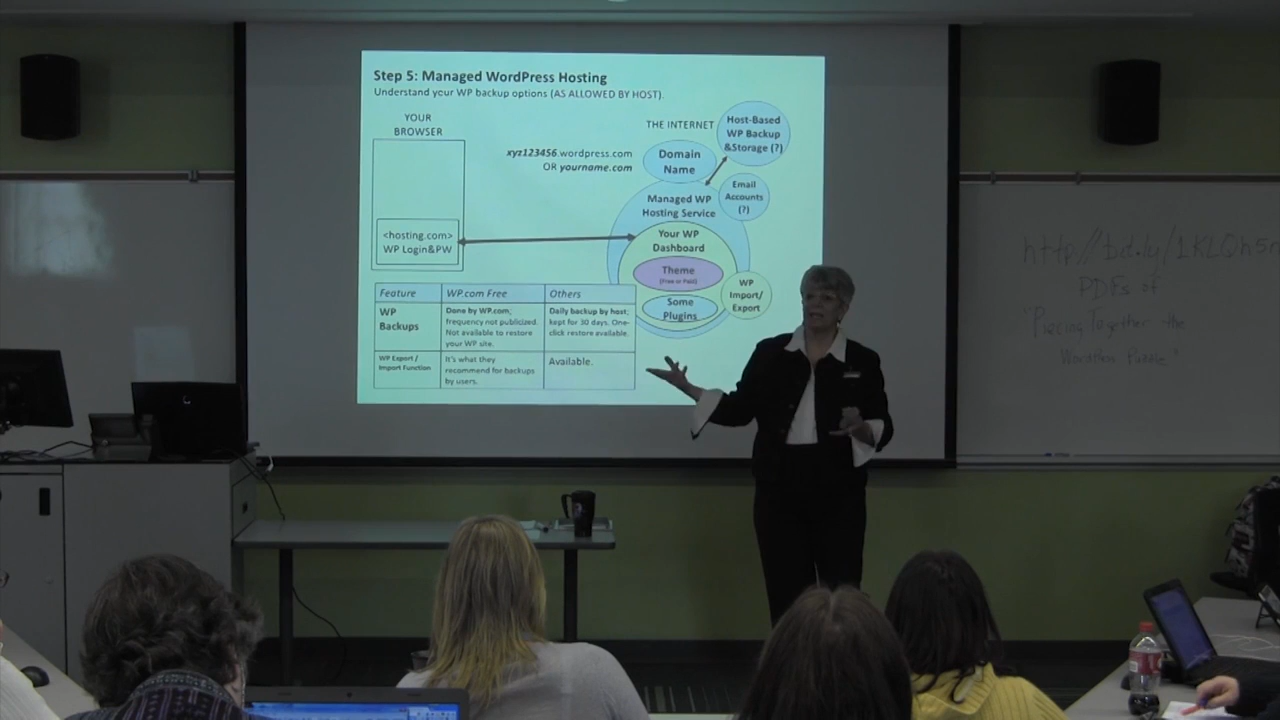 Step 5: Managed WordPress Hosting
Understand your WP backup options (AS ALLOWED BY HOST).
YOUR
BROWSER
THE INTERNET
Host-Based
WP Backup
&Storage (?)
xyz123456.wordpress.com
OR yourname.com
Domain
Name
Email
Accounts
(?)
Managed WP
Hosting Service
<hosting.com>
WP Login&PW
Your WP
Dashboard
Theme
(Free or Paid)
Some
Plugins
WP
Import/
Export
Feature
WP.com Free
Others
WP
Backups
Done by WP.com;
frequency not publicized.
Not available to restore
your WP site.
Daily backup by host;
kept for 30 days. One-
click restore available.
WP Export /
Import Function
It's what they
recommend for backups
by users.
Available.
PDFs of
"Piecing Together the
WordPress Puzzle"